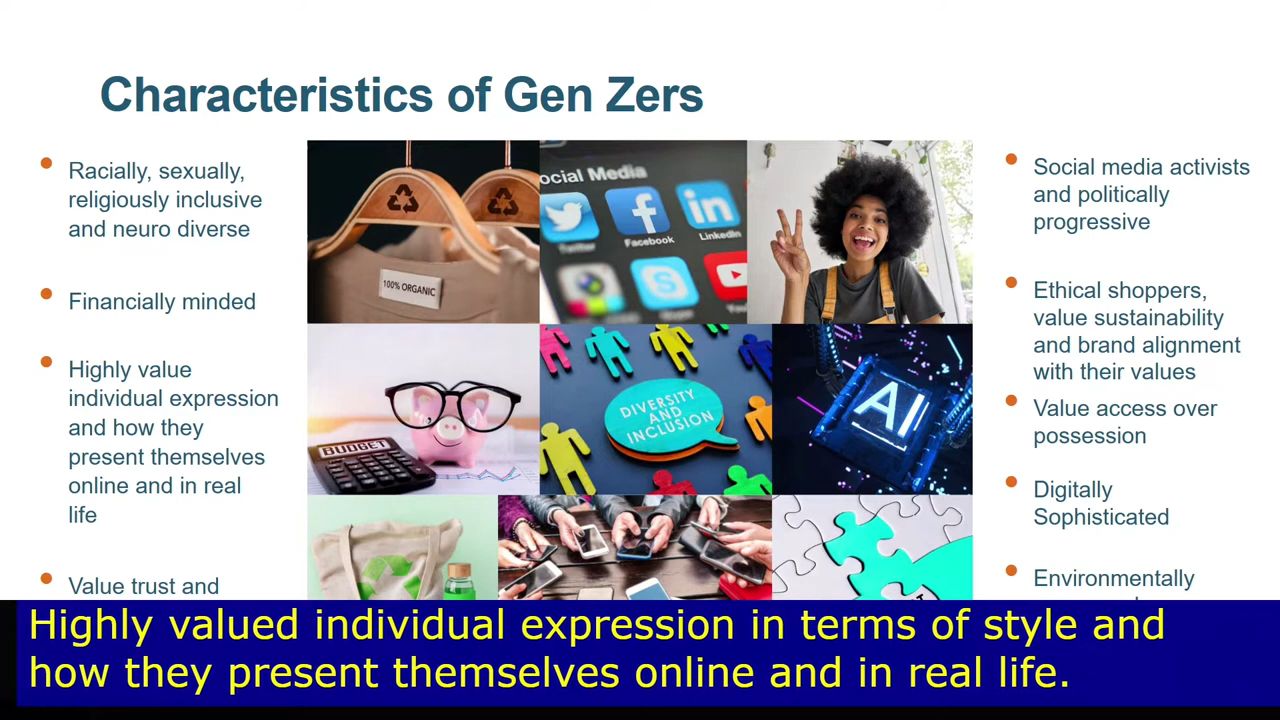 Characteristics of Gen Zers
Racially, sexually,
religiously inclusive
and neuro diverse
Financially minded
Highly value
individual expression
and how they
present themselves
online and in real
life
Value trust and
100% ORGANIC
ocial Media
Twitter
Facebook
LinkedIn
Skype
BUDGET
DIVERSITY
AND
INCLUSION
AI
Social media activists
and politically
progressive
Ethical shoppers,
value sustainability
and brand alignment
with their values
Value access over
possession
Digitally
Sophisticated
Environmentally
Highly valued individual expression in terms of style and
how they present themselves online and in real life.